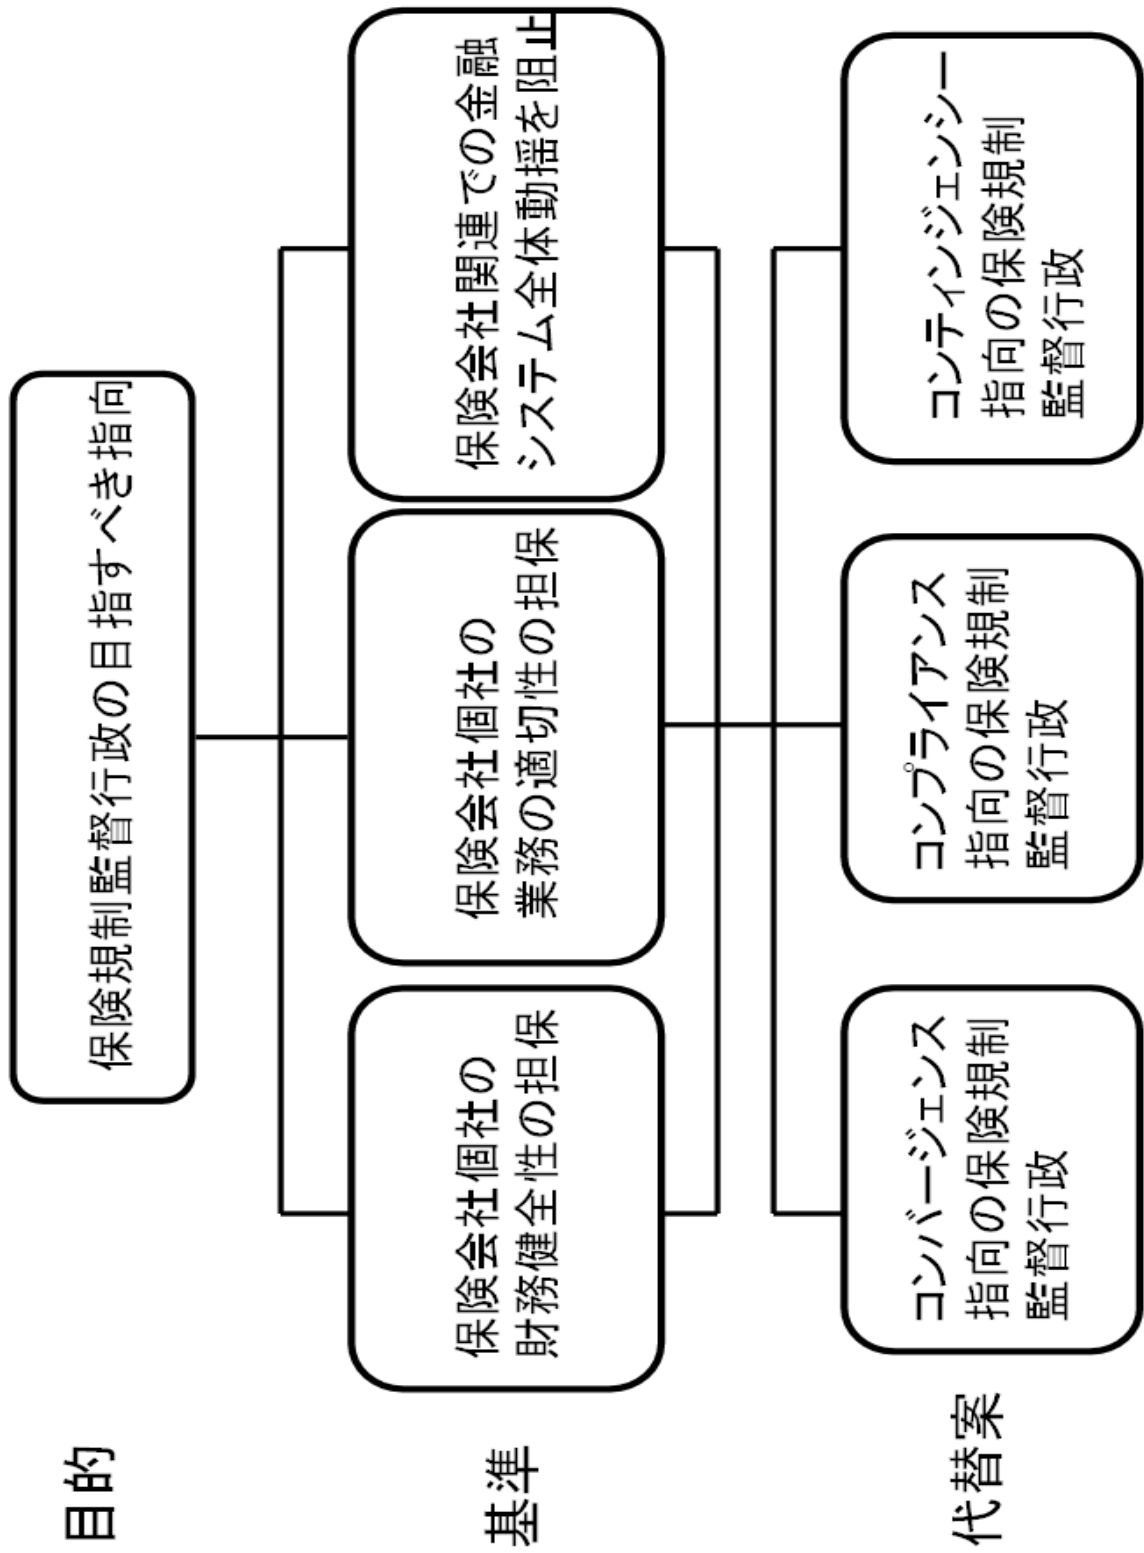 目的
保険規制監督行政の目指すべき指向
基準
保険会社個社の
財務健全性の担保
保険会社個社の
業務の適切性の担保
保険会社関連での金融
システム全体動揺を阻止
代替案
コンバージェンス
指向の保険規制
監督行政
コンプライアンス
指向の保険規制
監督行政
コンティンジェンシー
指向の保険規制
監督行政